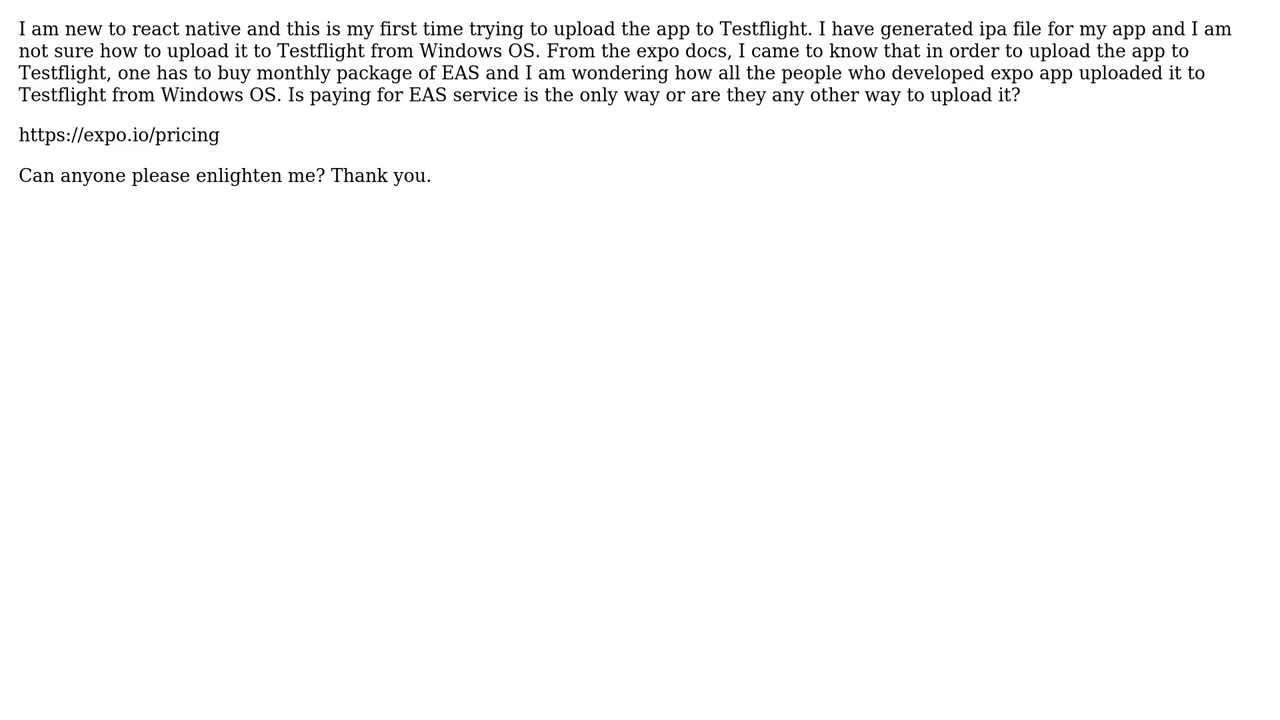 I am new to react native and this is my first time trying to upload the app to Testflight. I have generated ipa file for my app and I am
not sure how to upload it to Testflight from Windows OS. From the expo docs, I came to know that in order to upload the app to
Testflight, one has to buy monthly package of EAS and I am wondering how all the people who developed expo app uploaded it to
Testflight from Windows OS. Is paying for EAS service is the only way or are they any other way to upload it?
https://expo.io/pricing
Can anyone please enlighten me? Thank you.